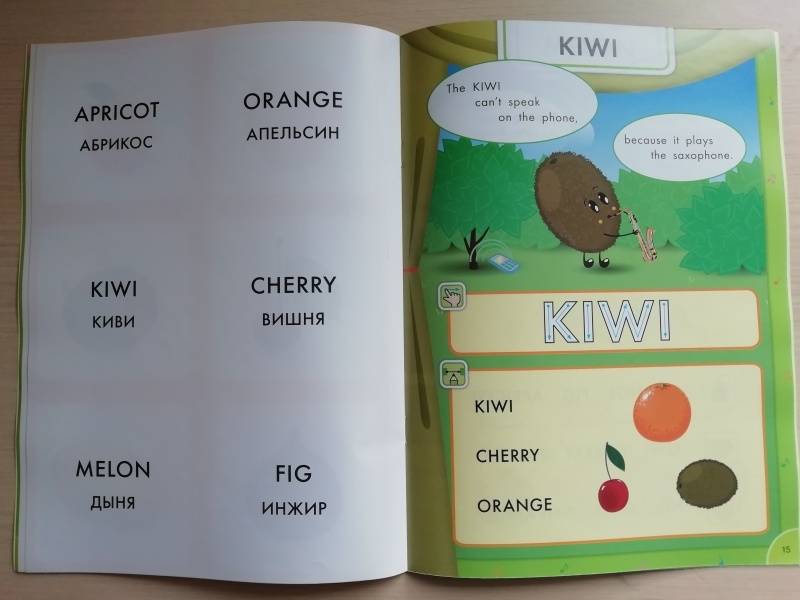 APRICOT
АБРИКОС
ORANGE
АПЕЛЬСИН
KIWI
КИВИ
CHERRY
ВИШНЯ
MELON
ДЫНЯ
FIG
ИНЖИР
KIWI
The KIWI
can't speak
on the phone,
because it plays
the saxophone.
KIWI
KIWI
CHERRY
ORANGE
15